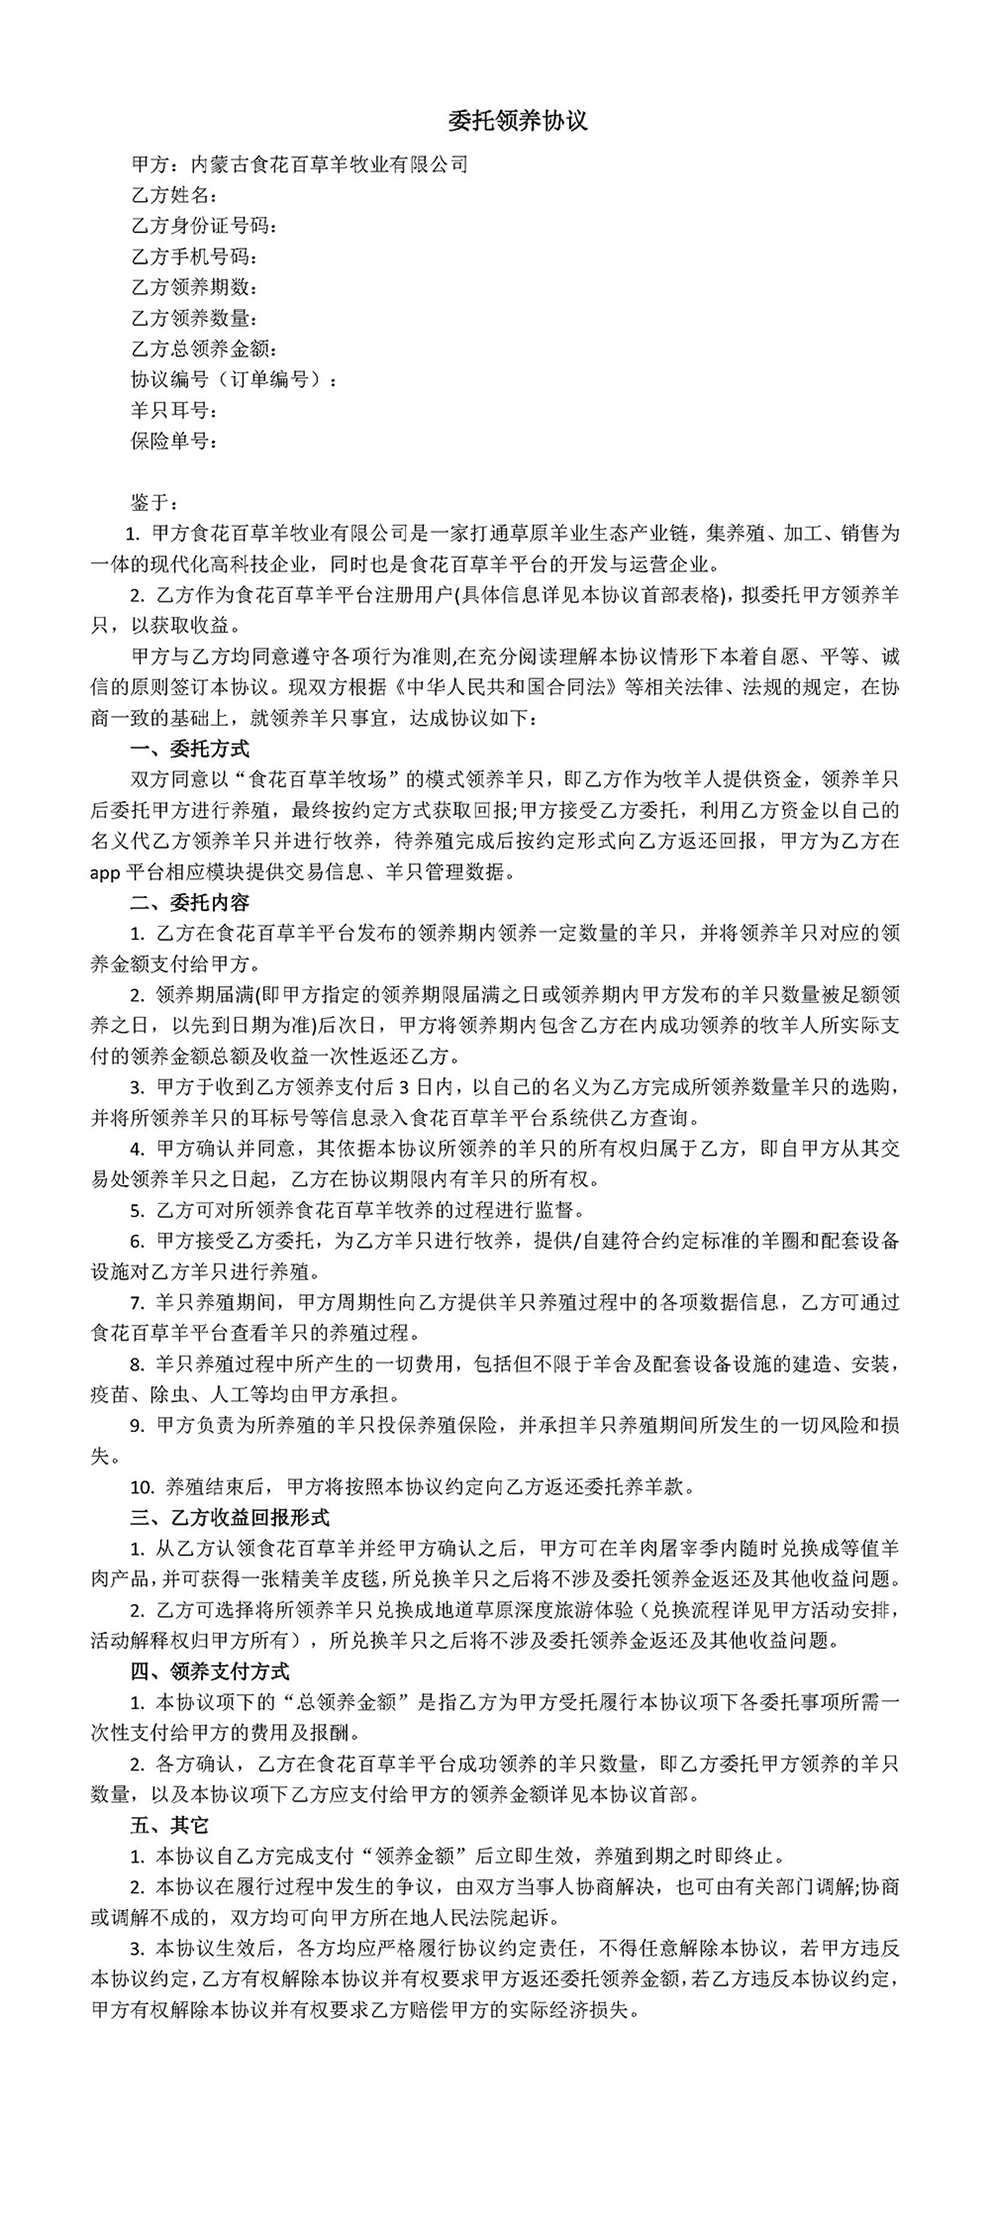 委托领养协议
甲方：内蒙古食花百草羊牧业有限公司
乙方姓名：
乙方身份证号码：
乙方手机号码：
乙方领养期数：
乙方领养数量：
乙方总领养金额：
协议编号（订单编号）：
羊只耳号：
保险单号：
鉴于：
1. 甲方食花百草羊牧业有限公司是一家打通草原羊业生态产业链，集养殖、加工、销售为
一体的现代化高科技企业，同时也是食花百草羊平台的开发与运营企业。
2. 乙方作为食花百草羊平台注册用户(具体信息详见本协议首部表格)，拟委托甲方领养羊
只，以获取收益。
甲方与乙方均同意遵守各项行为准则,在充分阅读理解本协议情形下本着自愿、平等、诚
信的原则签订本协议。现双方根据《中华人民共和国合同法》等相关法律、法规的规定，在协
商一致的基础上，就领养羊只事宜，达成协议如下：
一、委托方式
双方同意以“食花百草羊牧场”的模式领养羊只，即乙方作为牧羊人提供资金，领养羊只
后委托甲方进行养殖，最终按约定方式获取回报;甲方接受乙方委托，利用乙方资金以自己的
名义代乙方领养羊只并进行牧养，待养殖完成后按约定形式向乙方返还回报，甲方为乙方在
app 平台相应模块提供交易信息、羊只管理数据。
二、委托内容
1. 乙方在食花百草羊平台发布的领养期内领养一定数量的羊只，并将领养羊只对应的领
养金额支付给甲方。
2. 领养期届满(即甲方指定的领养期限届满之日或领养期内甲方发布的羊只数量被足额领
养之日，以先到日期为准)后次日，甲方将领养期内包含乙方在内成功领养的牧羊人所实际支
付的领养金额总额及收益一次性返还乙方。
3. 甲方于收到乙方领养支付后 3 日内，以自己的名义为乙方完成所领养数量羊只的选购，
并将所领养羊只的耳标号等信息录入食花百草羊平台系统供乙方查询。
4. 甲方确认并同意，其依据本协议所领养的羊只的所有权归属于乙方，即自甲方从其交
易处领养羊只之日起，乙方在协议期限内有羊只的所有权。
5. 乙方可对所领养食花百草羊牧养的过程进行监督。
6. 甲方接受乙方委托，为乙方羊只进行牧养，提供/自建符合约定标准的羊圈和配套设备
设施对乙方羊只进行养殖。
7. 羊只养殖期间，甲方周期性向乙方提供羊只养殖过程中的各项数据信息，乙方可通过
食花百草羊平台查看羊只的养殖过程。
8. 羊只养殖过程中所产生的一切费用，包括但不限于羊舍及配套设备设施的建造、安装，
疫苗、除虫、人工等均由甲方承担。
9. 甲方负责为所养殖的羊只投保养殖保险，并承担羊只养殖期间所发生的一切风险和损
失。
10. 养殖结束后，甲方将按照本协议约定向乙方返还委托养羊款。
三、乙方收益回报形式
1. 从乙方认领食花百草羊并经甲方确认之后，甲方可在羊肉屠宰季内随时兑换成等值羊
肉产品，并可获得一张精美羊皮毯，所兑换羊只之后将不涉及委托领养金返还及其他收益问题。
2. 乙方可选择将所领养羊只兑换成地道草原深度旅游体验（兑换流程详见甲方活动安排，
活动解释权归甲方所有），所兑换羊只之后将不涉及委托领养金返还及其他收益问题。
四、领养支付方式
1. 本协议项下的“总领养金额”是指乙方为甲方受托履行本协议项下各委托事项所需一
次性支付给甲方的费用及报酬。
2. 各方确认，乙方在食花百草羊平台成功领养的羊只数量，即乙方委托甲方领养的羊只
数量，以及本协议项下乙方应支付给甲方的领养金额详见本协议首部。
五、其它
1. 本协议自乙方完成支付“领养金额”后立即生效，养殖到期之时即终止。
2. 本协议在履行过程中发生的争议，由双方当事人协商解决，也可由有关部门调解;协商
或调解不成的，双方均可向甲方所在地人民法院起诉。
3. 本协议生效后，各方均应严格履行协议约定责任，不得任意解除本协议，若甲方违反
本协议约定，乙方有权解除本协议并有权要求甲方返还委托领养金额，若乙方违反本协议约定，
甲方有权解除本协议并有权要求乙方赔偿甲方的实际经济损失。